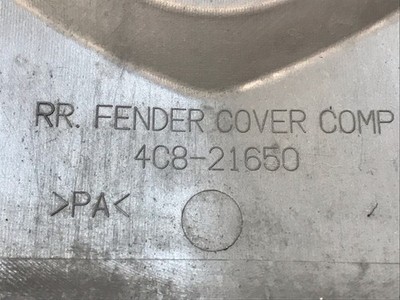 RR. FENDER COVER COMP
4C8-21650
>PA<